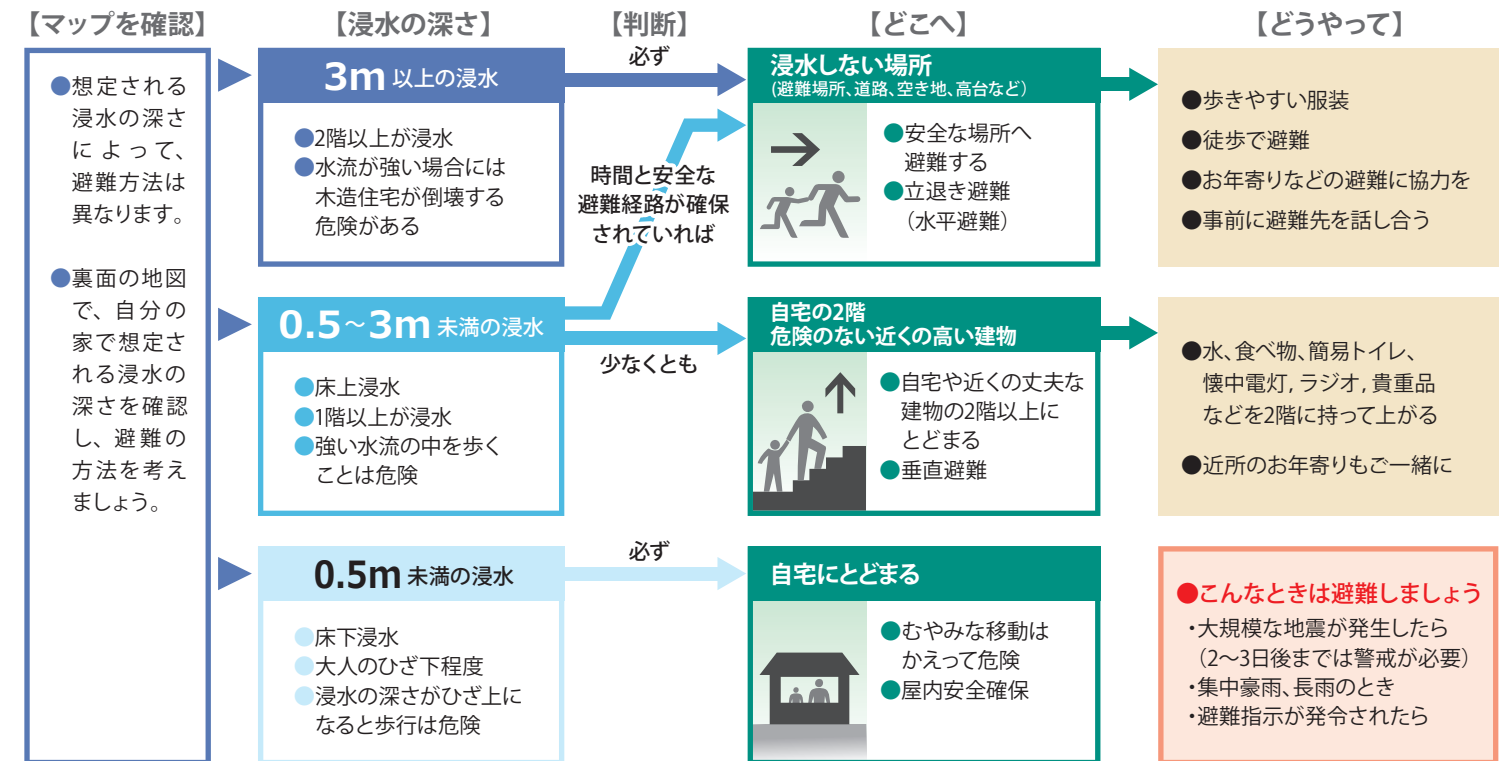 【マップを確認】
【浸水の深さ】
【判断】
【どこへ】
【どうやって】
●想定される
浸水の深さ
によって、
避難方法は
異なります。
●裏面の地図
で、自分の
家で想定さ
れる浸水の
深さを確認
し、避難の
方法を考え
ましょう。
3m 以上の浸水
●2階以上が浸水
●水流が強い場合には
木造住宅が倒壊する
危険がある
必ず
浸水しない場所
(避難場所、道路、空き地、高台など)
●安全な場所へ
避難する
●立退き避難
(水平避難)
●歩きやすい服装
●徒歩で避難
●お年寄りなどの避難に協力を
●事前に避難先を話し合う
時間と安全な
避難経路が確保
されていれば
0.5～3m 未満の浸水
●床上浸水
●1階以上が浸水
●強い水流の中を歩く
ことは危険
少なくとも
自宅の2階
危険のない近くの高い建物
●自宅や近くの丈夫な
建物の2階以上に
とどまる
●垂直避難
●水、食べ物、簡易トイレ、
懐中電灯，ラジオ，貴重品
などを2階に持って上がる
●近所のお年寄りもご一緒に
0.5m 未満の浸水
●床下浸水
●大人のひざ下程度
●浸水の深さがひざ上に
なると歩行は危険
必ず
自宅にとどまる
●むやみな移動は
かえって危険
●屋内安全確保
●こんなときは避難しましょう
・大規模な地震が発生したら
(2～3日後までは警戒が必要)
・集中豪雨、長雨のとき
・避難指示が発令されたら